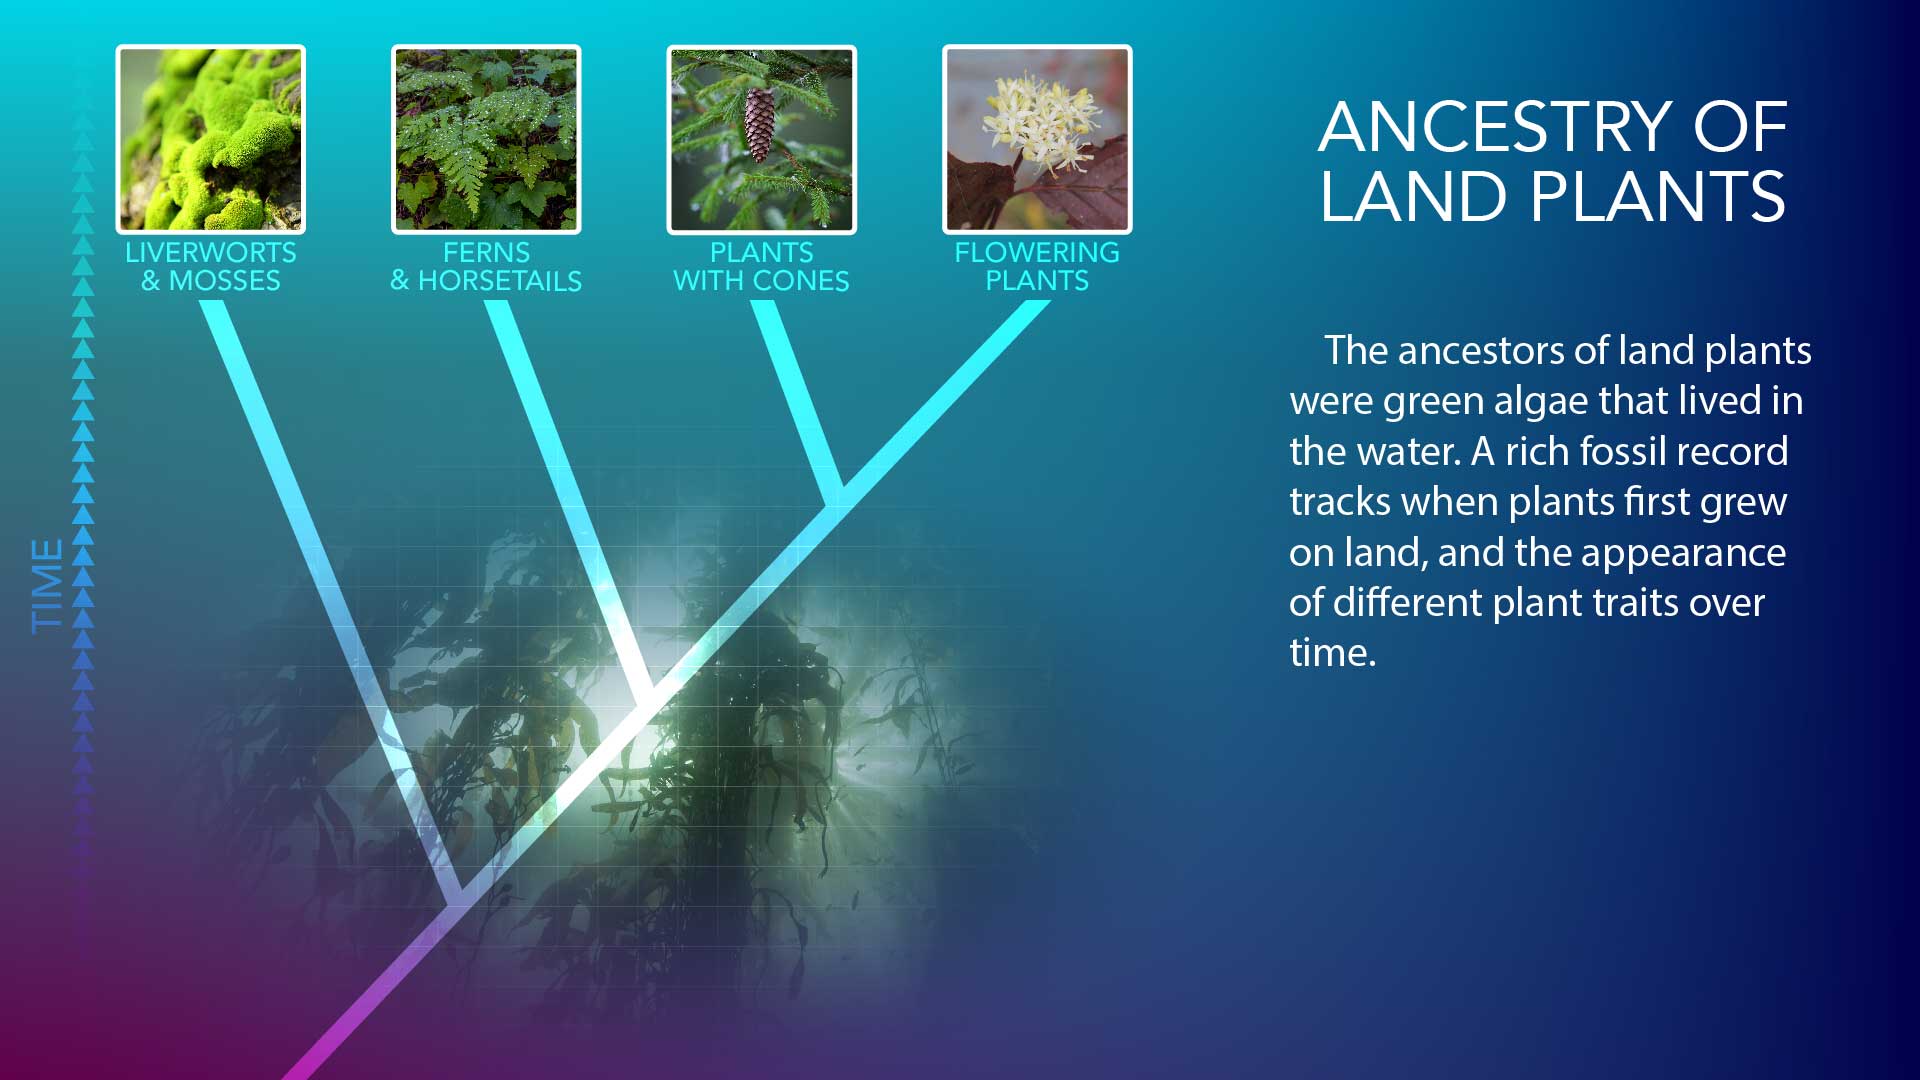 ANCESTRY OF
LAND PLANTS
LIVERWORTS
& MOSSES
FERNS
& HORSETAILS
PLANTS
WITH CONES
FLOWERING
PLANTS
TIME
The ancestors of land plants
were green algae that lived in
the water. A rich fossil record
tracks when plants first grew
on land, and the appearance
of different plant traits over
time.